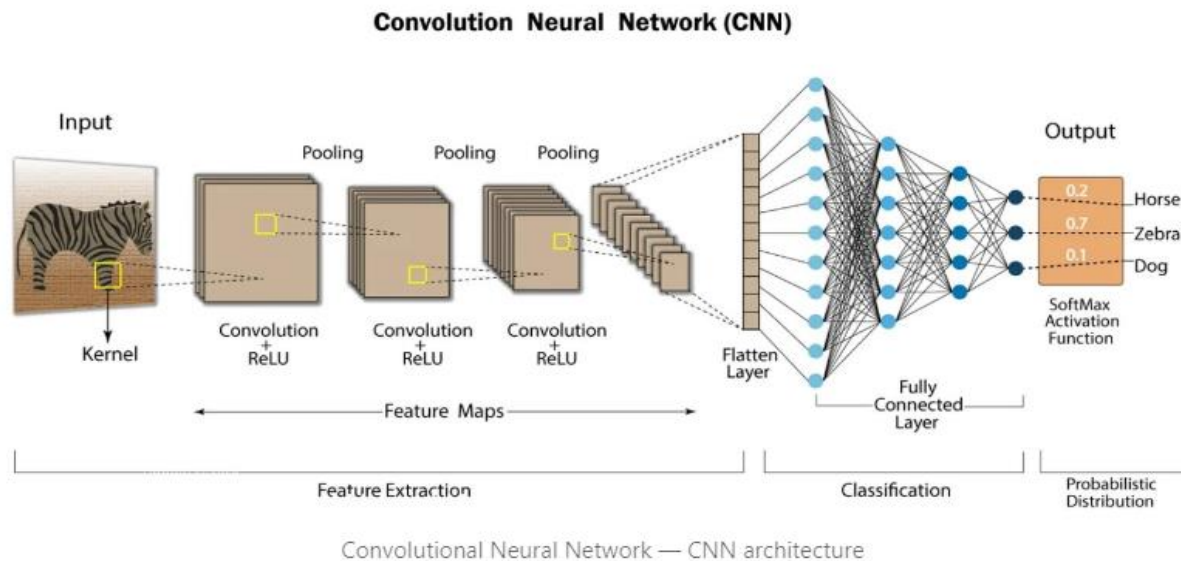 Convolution Neural Network (CNN)
Input
Kernel
Pooling
Pooling
Pooling
Convolution
+
ReLU
Convolution
+
ReLU
Convolution
+
ReLU
Feature Maps
Flatten
Layer
Fully
Connected
Layer
Output
0.2
0.7
0.1
Horse
Zebra
Dog
SoftMax
Activation
Function
Feature Extraction
Classification
Probabilistic
Distribution
Convolutional Neural Network — CNN architecture